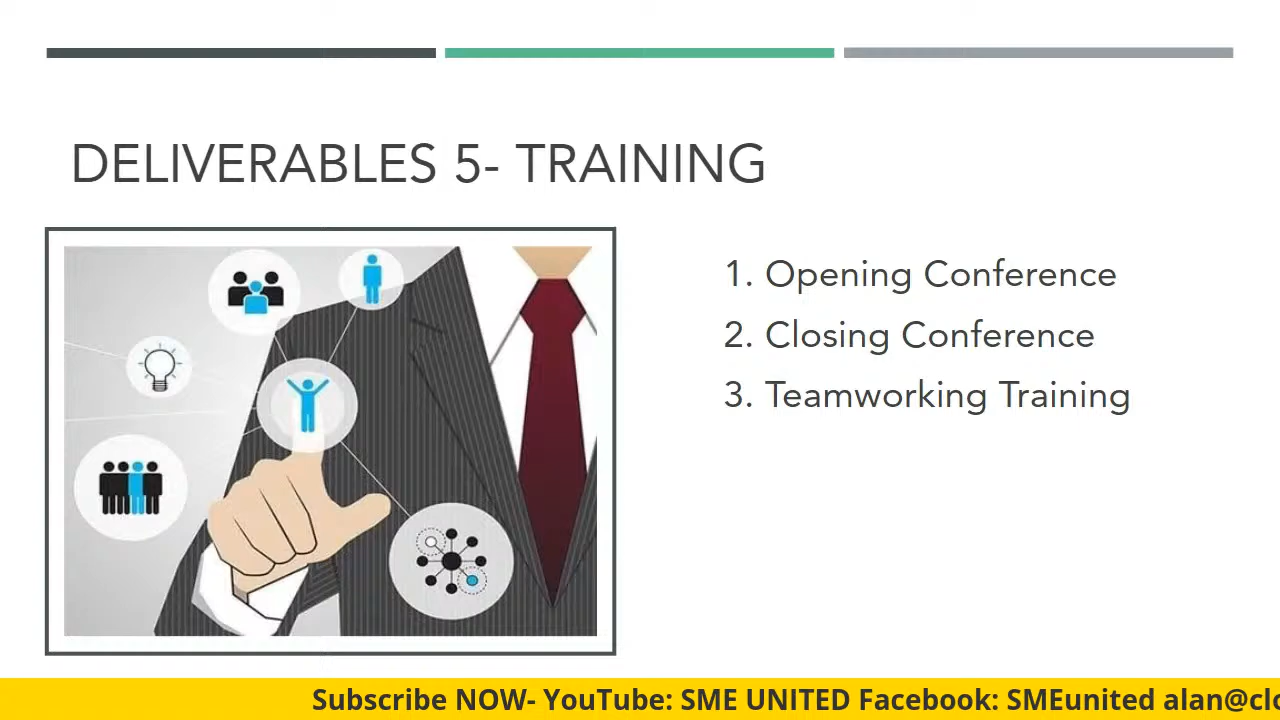 DELIVERABLES 5- TRAINING
1. Opening Conference
2. Closing Conference
3. Teamworking Training
Subscribe NOW- YouTube: SME UNITED Facebook: SMEunited